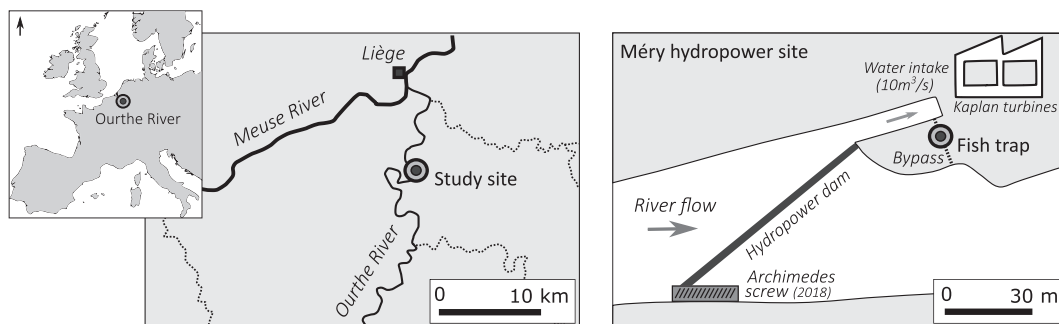 Ourthe River
Liège
Meuse River
Study site
Ourthe River
0 10 km
Méry hydropower site
Water intake
(10m³/s)
Kaplan turbines
Fish trap
Bypass
River flow
Hydropower dam
Archimedes
screw (2018)
0 30 m